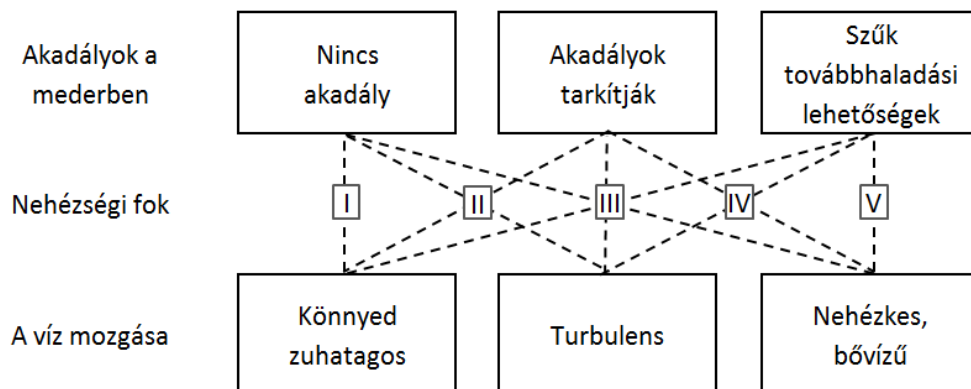 Akadályok a
mederben
Nincs
akadály
Akadályok
tarkítják
Szűk
továbbhaladási
lehetőségek
Nehézségi fok
I
II
III
IV
V
A víz mozgása
Könnyed
zuhatagos
Turbulens
Nehézkes,
bővízű